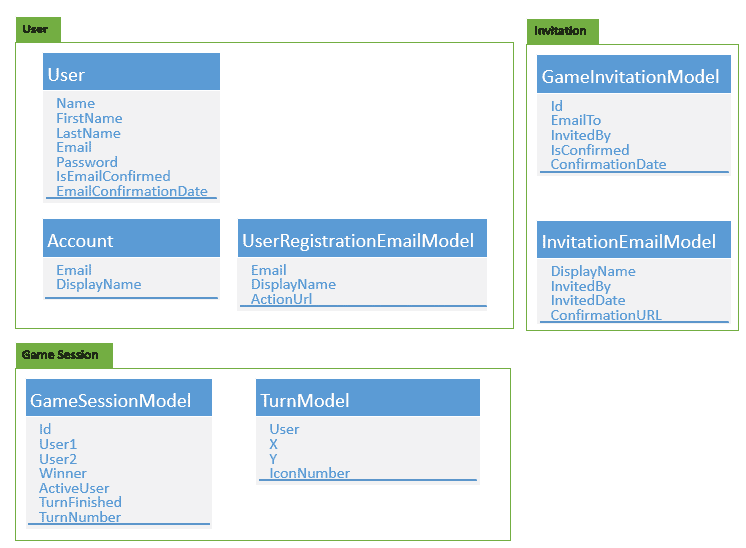 User
User
Name
FirstName
LastName
Email
Password
IsEmailConfirmed
EmailConfirmationDate
Account
Email
DisplayName
UserRegistrationEmailModel
Email
DisplayName
ActionUrl
Invitation
GameInvitationModel
Id
EmailTo
InvitedBy
IsConfirmed
ConfirmationDate
InvitationEmailModel
DisplayName
InvitedBy
InvitedDate
ConfirmationURL
Game Session
GameSessionModel
Id
User1
User2
Winner
ActiveUser
TurnFinished
TurnNumber
TurnModel
User
X
Y
IconNumber